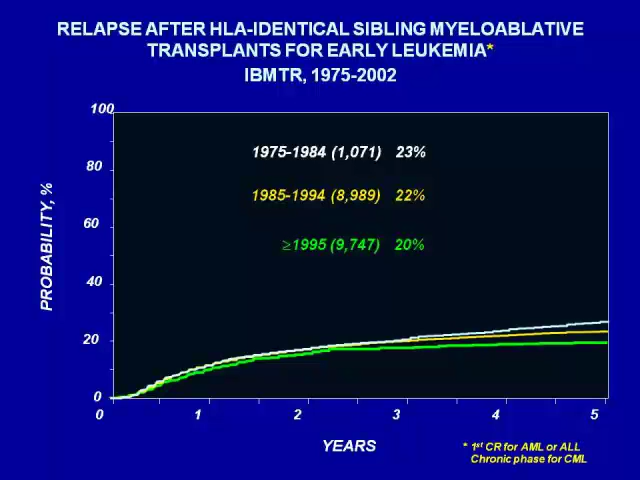 RELAPSE AFTER HLA-IDENTICAL SIBLING MYELOABLATIVE
TRANSPLANTS FOR EARLY LEUKEMIA*
IBMTR, 1975-2002
100
80
60
40
20
0
PROBABILITY, %
1975-1984 (1,071) 23%
1985-1994 (8,989) 22%
≥1995 (9,747) 20%
0 1 2 3 4 5
YEARS
* 1st CR for AML or ALL
Chronic phase for CML